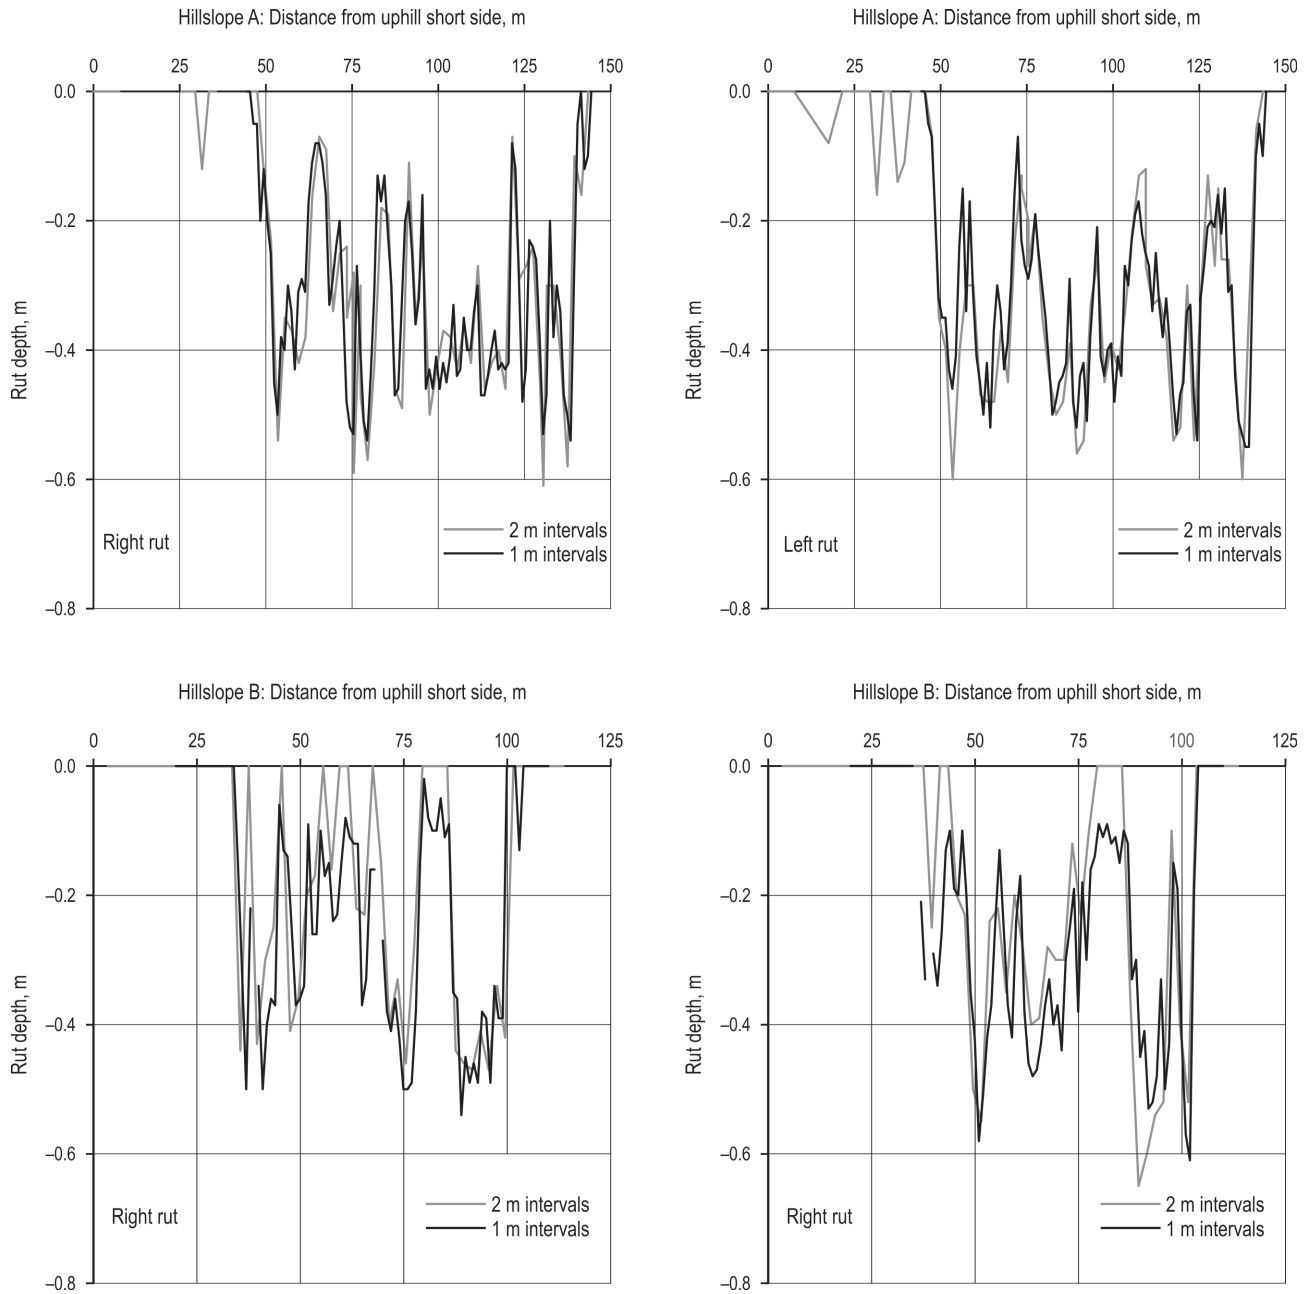 Hillslope A: Distance from uphill short side, m
0 25 50 75 100 125 150
0.0
–0.2
–0.4
–0.6
–0.8
Rut depth, m
Right rut
2 m intervals
1 m intervals
Hillslope A: Distance from uphill short side, m
0 25 50 75 100 125 150
0.0
–0.2
–0.4
–0.6
–0.8
Rut depth, m
Left rut
2 m intervals
1 m intervals
Hillslope B: Distance from uphill short side, m
0 25 50 75 100 125
0.0
–0.2
–0.4
–0.6
–0.8
Rut depth, m
Right rut
2 m intervals
1 m intervals
Hillslope B: Distance from uphill short side, m
0 25 50 75 100 125
0.0
–0.2
–0.4
–0.6
–0.8
Rut depth, m
Right rut
2 m intervals
1 m intervals